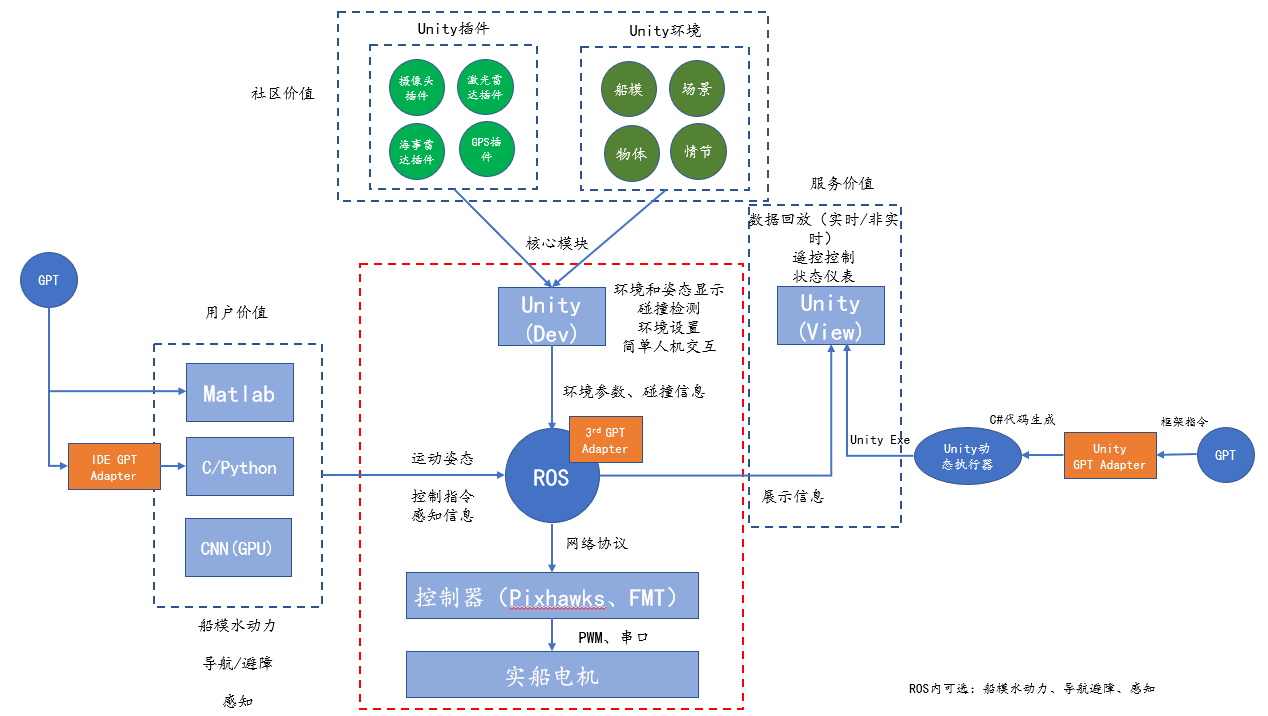 Unity插件
Unity环境
摄像头
插件
激光雷
达插件
海事雷
达插件
GPS插
件
船模
场景
物体
情节
社区价值
服务价值
数据回放（实时/非实
时）
遥控控制
状态仪表
Unity
(View)
核心模块
Unity
(Dev)
环境和姿态显示
碰撞检测
环境设置
简单人机交互
环境参数、碰撞信息
GPT
用户价值
Matlab
IDE GPT
Adapter
C/Python
CNN(GPU)
船模水动力
导航/避障
感知
运动姿态
控制指令
感知信息
3rd GPT
Adapter
ROS
网络协议
控制器（Pixhawks、FMT）
PWM、串口
实船电机
展示信息
Unity Exe
Unity动
态执行器
C#代码生成
Unity
GPT Adapter
框架指令
GPT
ROS内可选：船模水动力、导航避障、感知